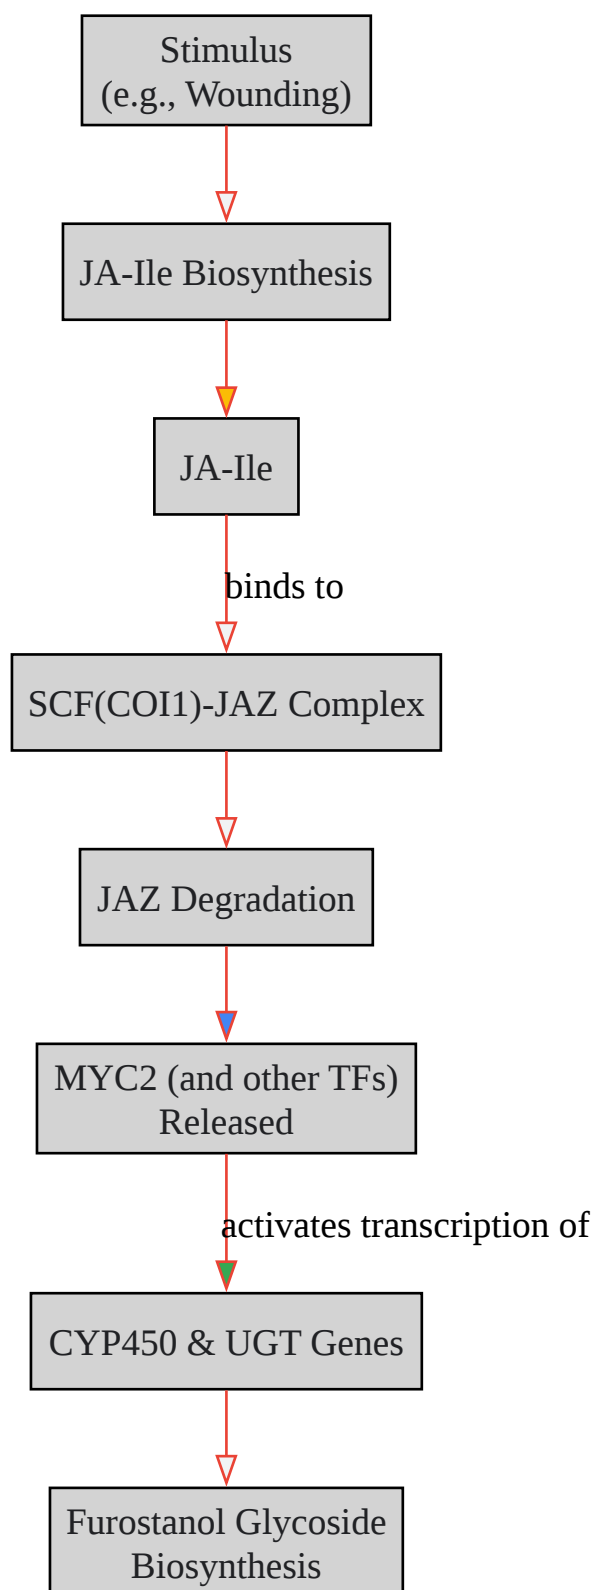 Stimulus
(e.g., Wounding)
JA-Ile Biosynthesis
JA-Ile
binds to
SCF(COI1)-JAZ Complex
JAZ Degradation
MYC2 (and other TFs)
Released
activates transcription of
CYP450 & UGT Genes
Furostanol Glycoside
Biosynthesis